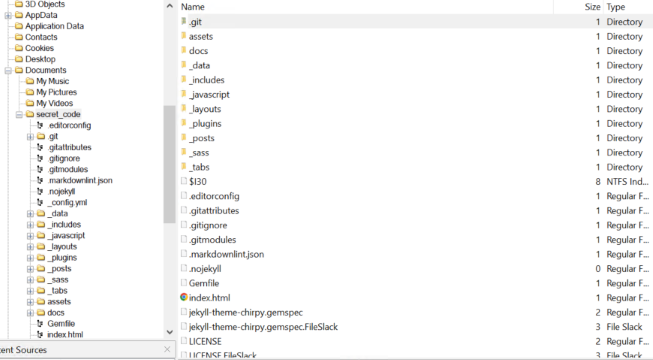 3D Objects
AppData
Application Data
Contacts
Cookies
Desktop
Documents
My Music
My Pictures
My Videos
secret_code
.editorconfig
.git
.gitattributes
.gitignore
.gitmodules
.markdownlint.json
.nojekyll
_config.yml
_data
_includes
_javascript
_layouts
_plugins
_posts
_sass
_tabs
assets
docs
Gemfile
index.html
ent Sources
Name Size Type
.git 1 Directory
assets 1 Directory
docs 1 Directory
_data 1 Directory
_includes 1 Directory
_javascript 1 Directory
_layouts 1 Directory
_plugins 1 Directory
_posts 1 Directory
_sass 1 Directory
_tabs 1 Directory
$I30 8 NTFS Ind...
.editorconfig 1 Regular F...
.gitattributes 1 Regular F...
.gitignore 1 Regular F...
.gitmodules 1 Regular F...
.markdownlint.json 1 Regular F...
.nojekyll 0 Regular F...
Gemfile 1 Regular F...
index.html 1 Regular F...
jekyll-theme-chirpy.gemspec 2 Regular F...
jekyll-theme-chirpy.gemspec.FileSlack 3 File Slack
LICENSE 2 Regular F...
LICENSE.FileSlack 3 File Slack